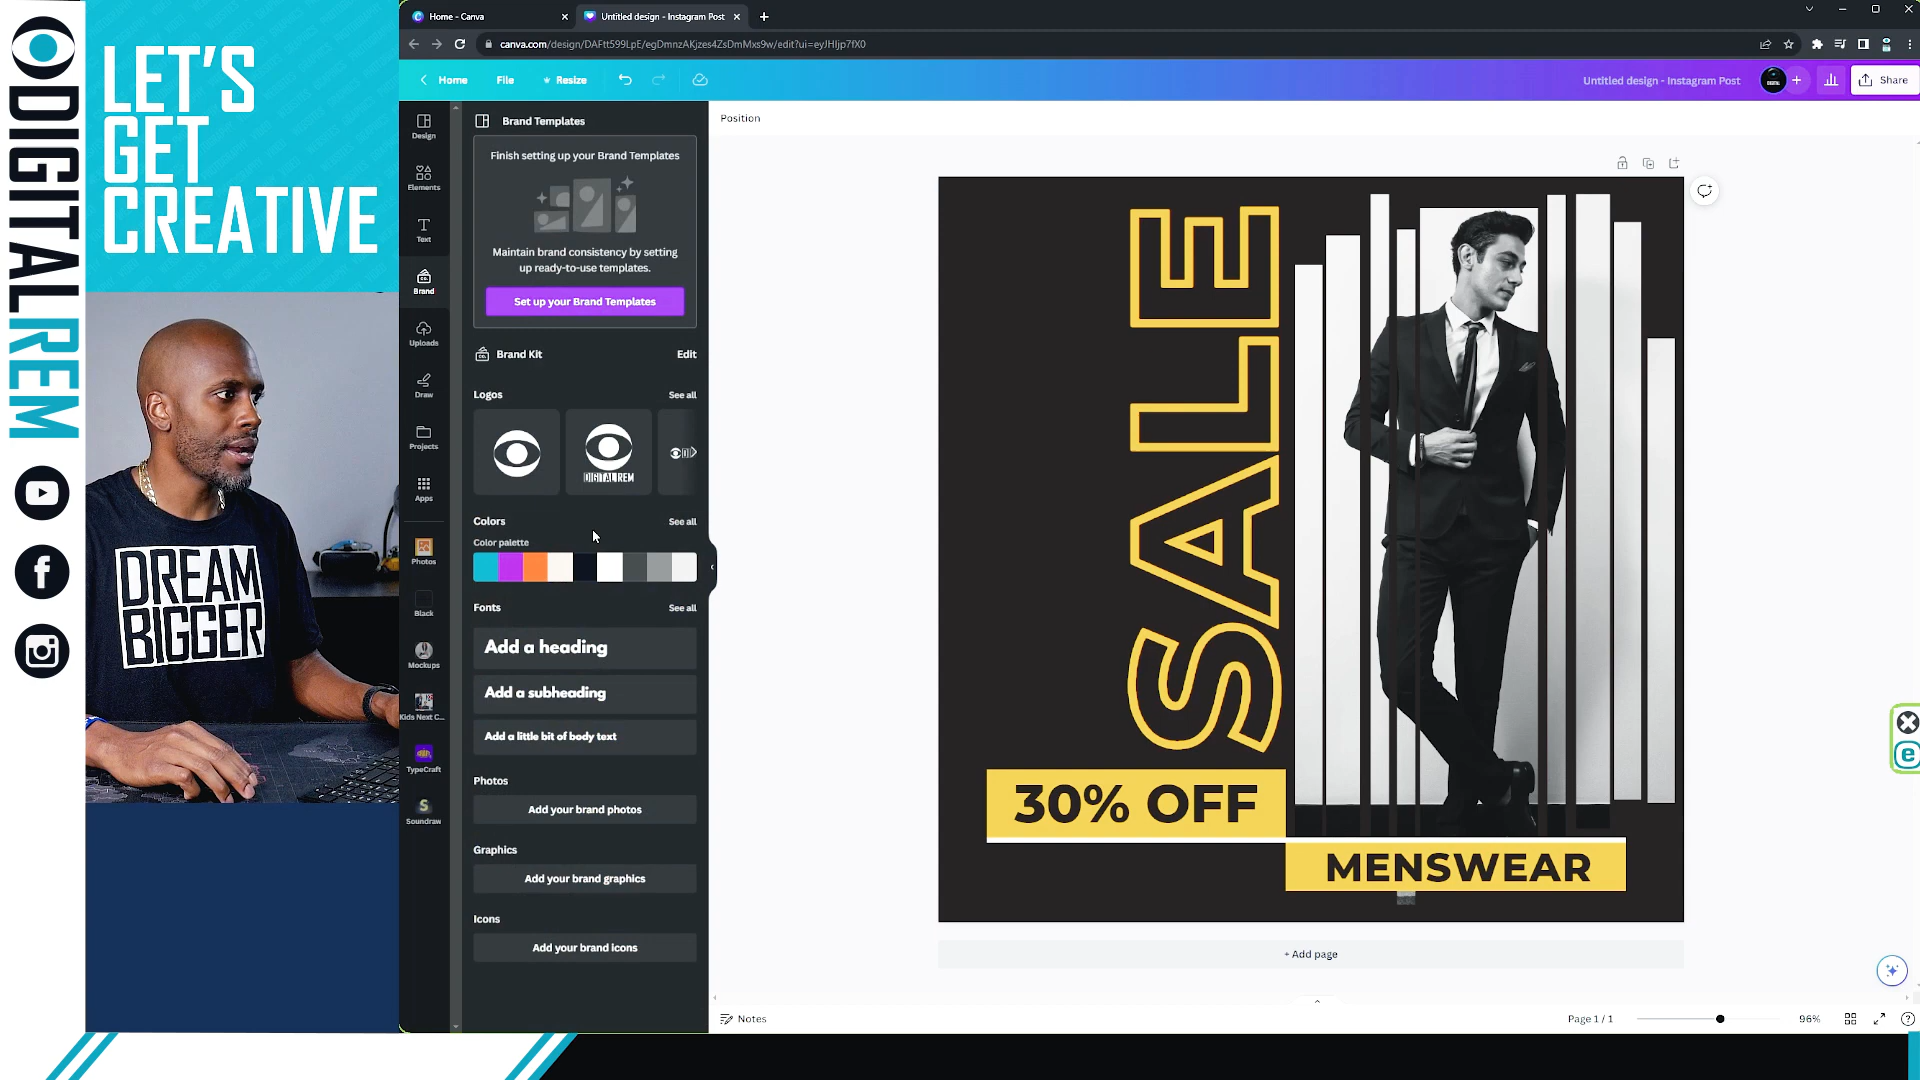 DIGITALREM
LET'S
GET
CREATIVE
DREAM
BIGGER
Home - Canva
Untitled design - Instagram Post
canva.com/design/DAFtt599LpE/egDmnzAKjzes4ZsDmMxs9w/edit?ui=eyJHIjp7fX0
Home
File
Resize
Untitled design - Instagram Post
Share
Design
Elements
Text
Brand
Uploads
Draw
Projects
Apps
Photos
Black
Mockups
Kids Next C...
TypeCraft
Soundraw
Brand Templates
Finish setting up your Brand Templates
Maintain brand consistency by setting
up ready-to-use templates.
Set up your Brand Templates
Brand Kit
Edit
Logos
See all
DIGITALREM
Colors
See all
Color palette
Fonts
See all
Add a heading
Add a subheading
Add a little bit of body text
Photos
Add your brand photos
Graphics
Add your brand graphics
Icons
Add your brand icons
Position
SALE
30% OFF
MENSWEAR
+ Add page
Notes
Page 1 / 1
96%